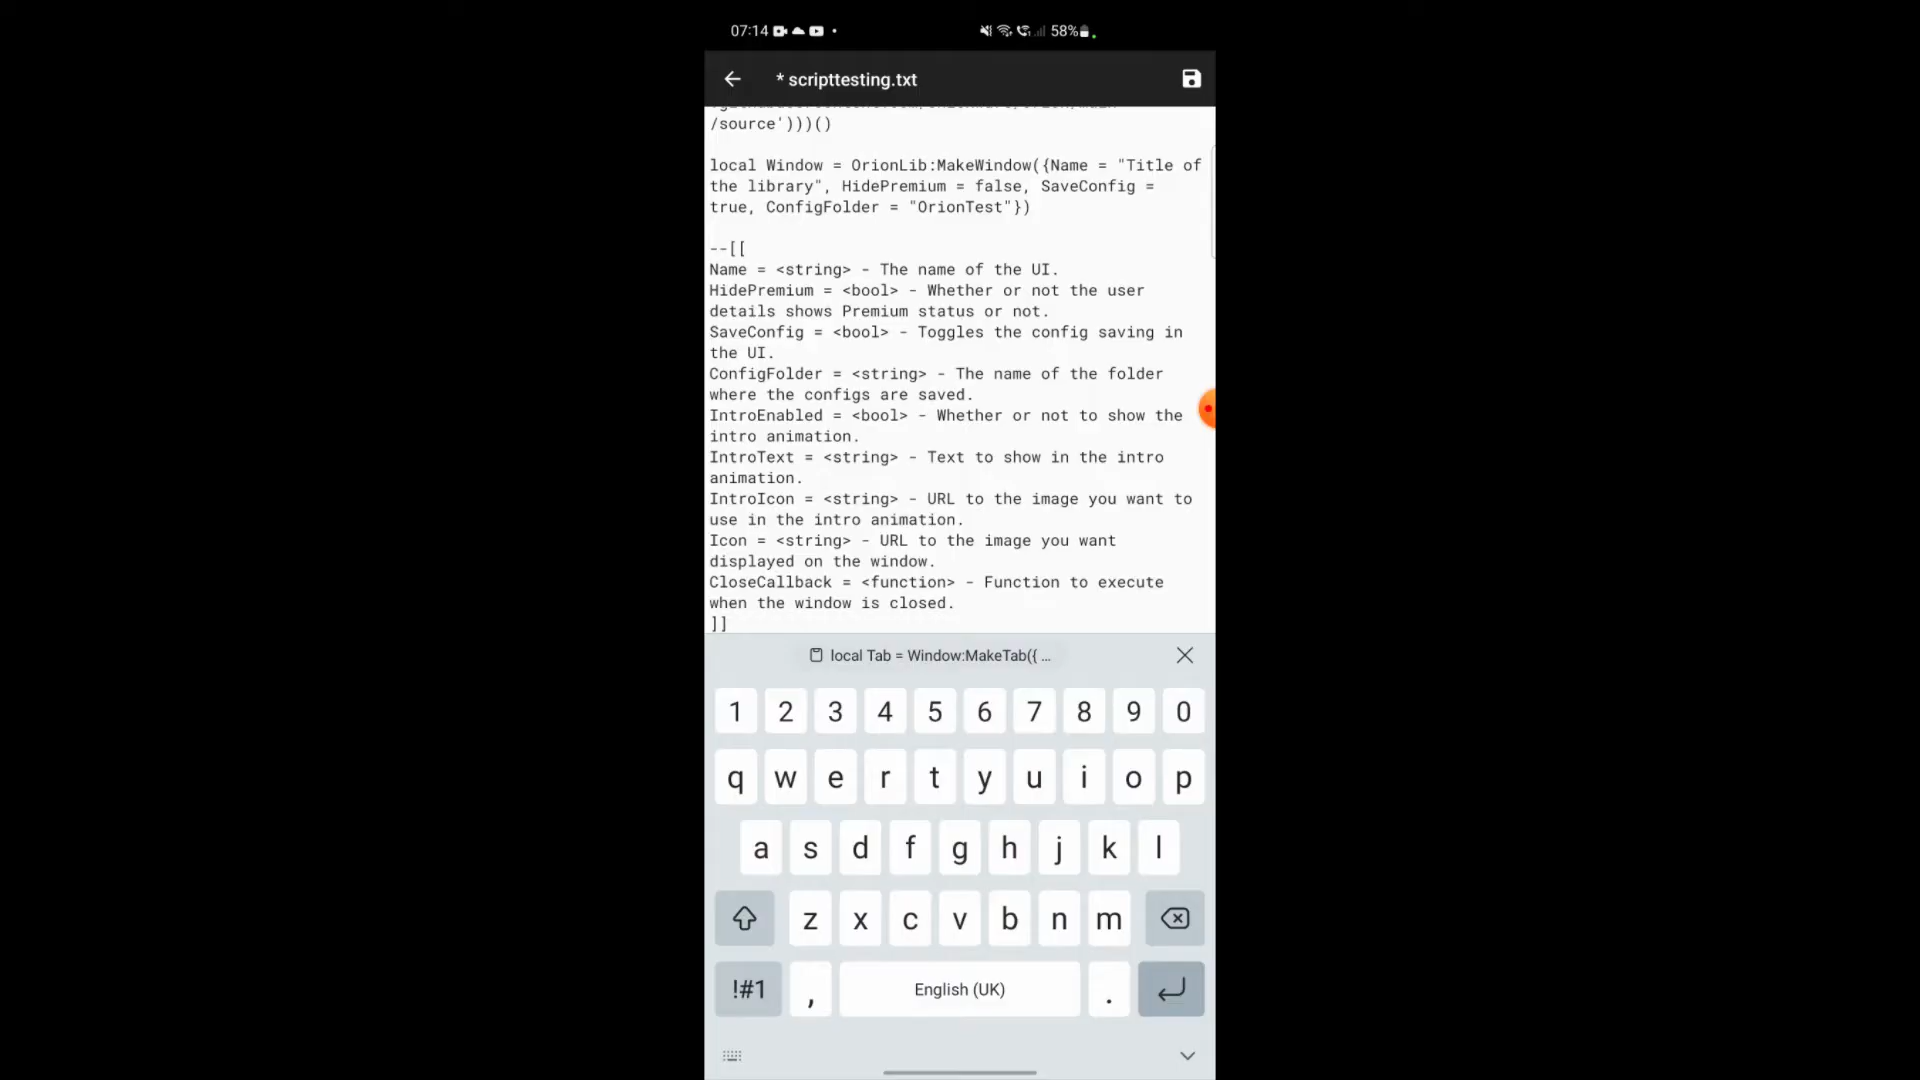 07:14 58%
* scripttesting.txt
/source')))()
local Window = OrionLib:MakeWindow({Name = "Title of
the library", HidePremium = false, SaveConfig =
true, ConfigFolder = "OrionTest"})
--[[
Name = <string> - The name of the UI.
HidePremium = <bool> - Whether or not the user
details shows Premium status or not.
SaveConfig = <bool> - Toggles the config saving in
the UI.
ConfigFolder = <string> - The name of the folder
where the configs are saved.
IntroEnabled = <bool> - Whether or not to show the
intro animation.
IntroText = <string> - Text to show in the intro
animation.
IntroIcon = <string> - URL to the image you want to
use in the intro animation.
Icon = <string> - URL to the image you want
displayed on the window.
CloseCallback = <function> - Function to execute
when the window is closed.
]]
local Tab = Window:MakeTab({ ...
1 2 3 4 5 6 7 8 9 0
q w e r t y u i o p
a s d f g h j k l
z x c v b n m
!#1 , English (UK) .